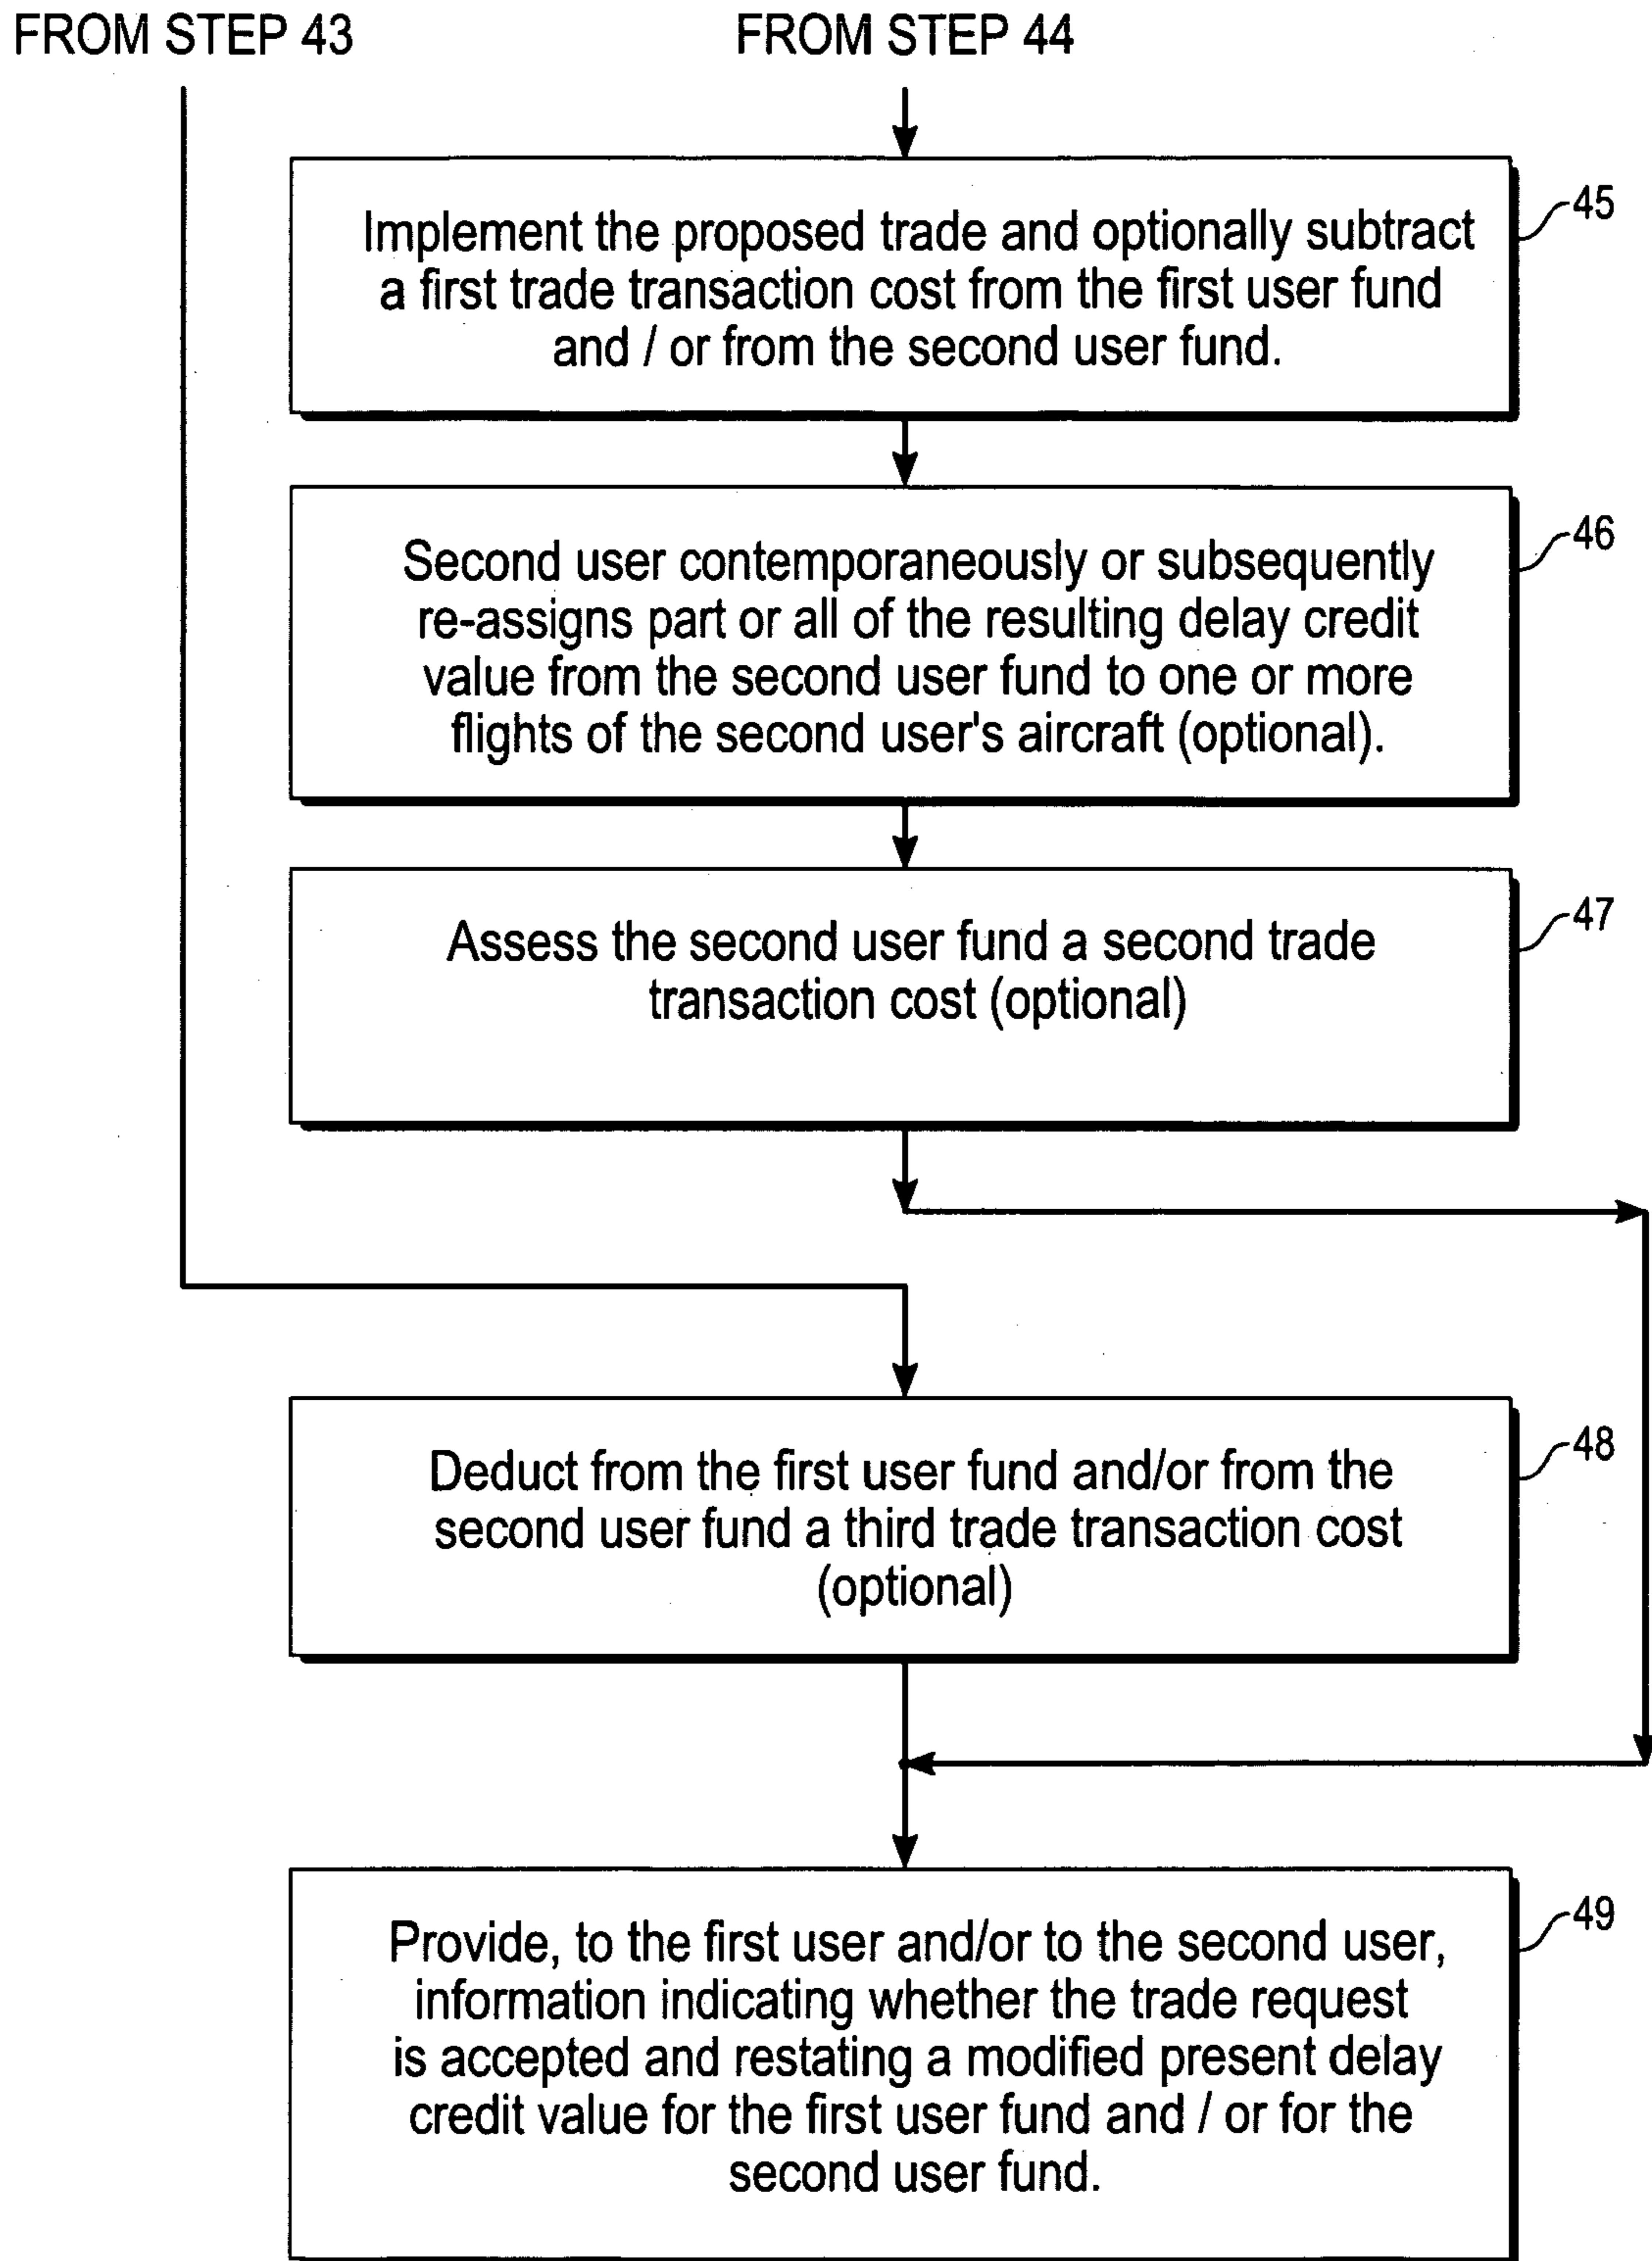 FROM STEP 43
FROM STEP 44
Implement the proposed trade and optionally subtract
a first trade transaction cost from the first user fund
and / or from the second user fund.
45
Second user contemporaneously or subsequently
re-assigns part or all of the resulting delay credit
value from the second user fund to one or more
flights of the second user's aircraft (optional).
46
Assess the second user fund a second trade
transaction cost (optional)
47
Deduct from the first user fund and/or from the
second user fund a third trade transaction cost
(optional)
48
Provide, to the first user and/or to the second user,
information indicating whether the trade request
is accepted and restating a modified present delay
credit value for the first user fund and / or for the
second user fund.
49